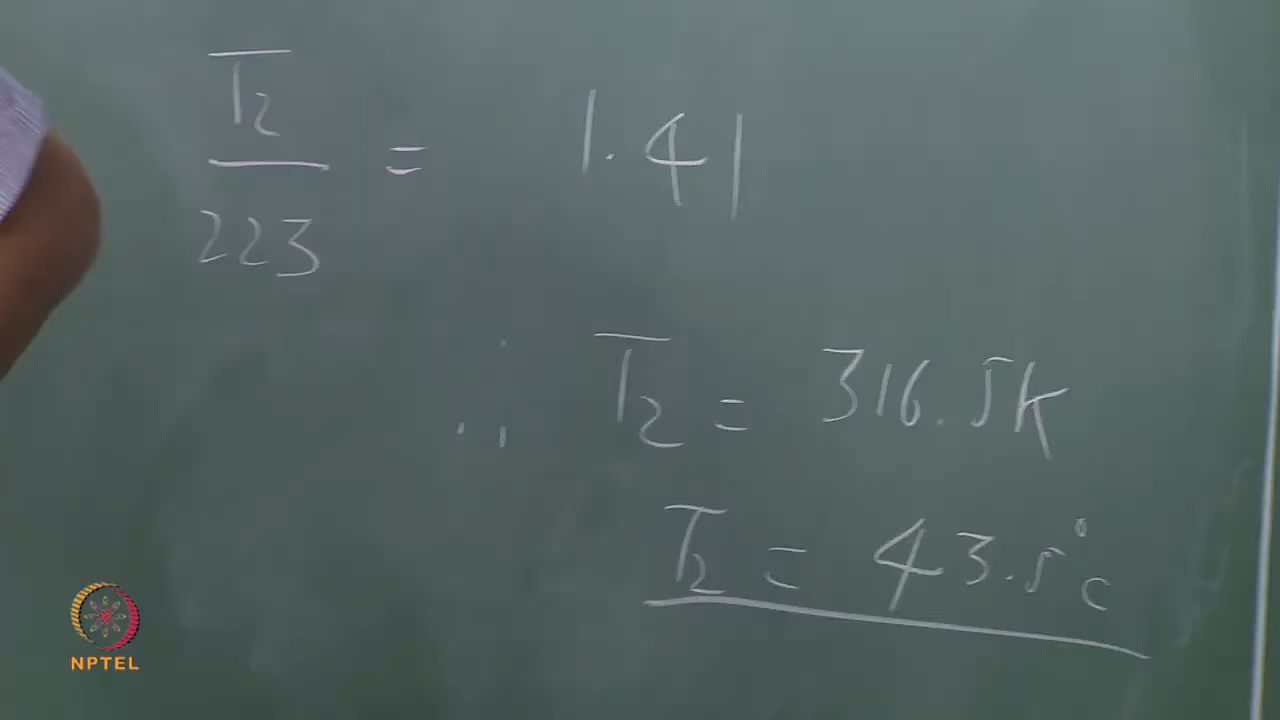 T2
223 = 1.41
∴ T2 = 316.5K
T2 = 43.5°C
NPTEL